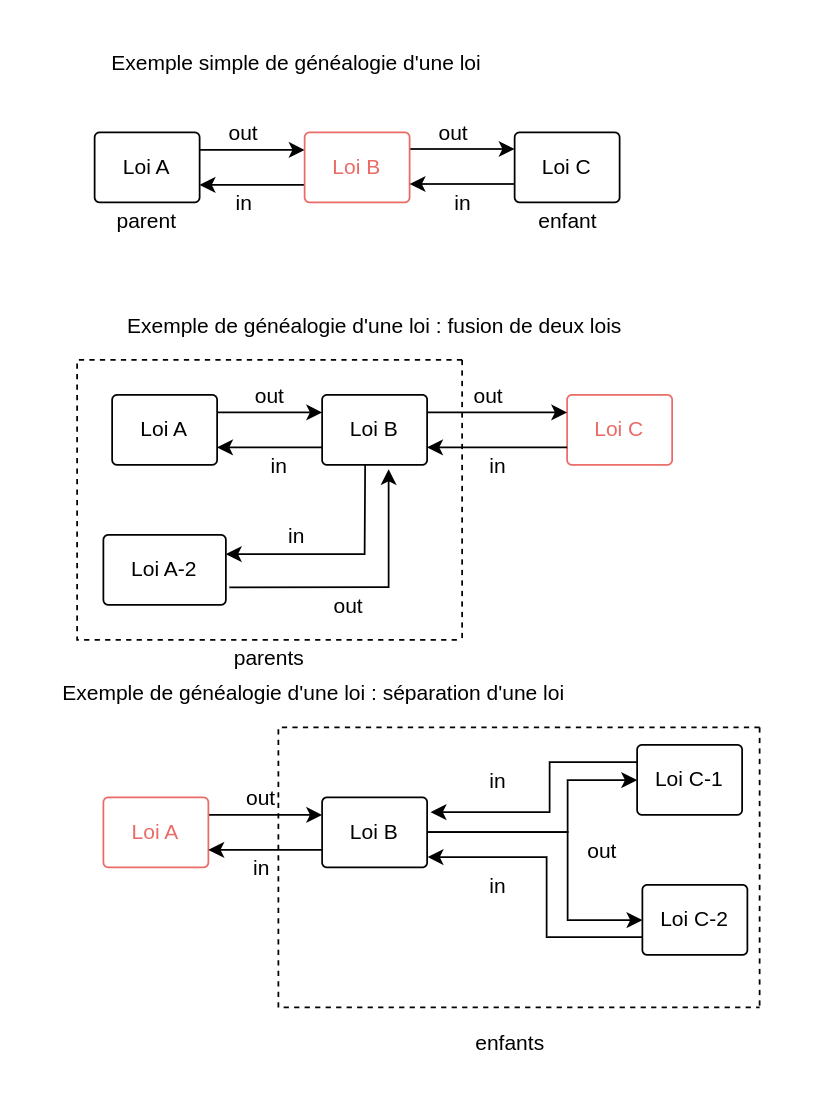 Exemple simple de généalogie d'une loi
out
out
Loi A
Loi B
Loi C
in
in
parent
enfant
Exemple de généalogie d'une loi : fusion de deux lois
out
out
Loi A
Loi B
Loi C
in
in
in
Loi A-2
out
parents
Exemple de généalogie d'une loi : séparation d'une loi
in
Loi C-1
out
Loi A
Loi B
out
in
in
Loi C-2
enfants